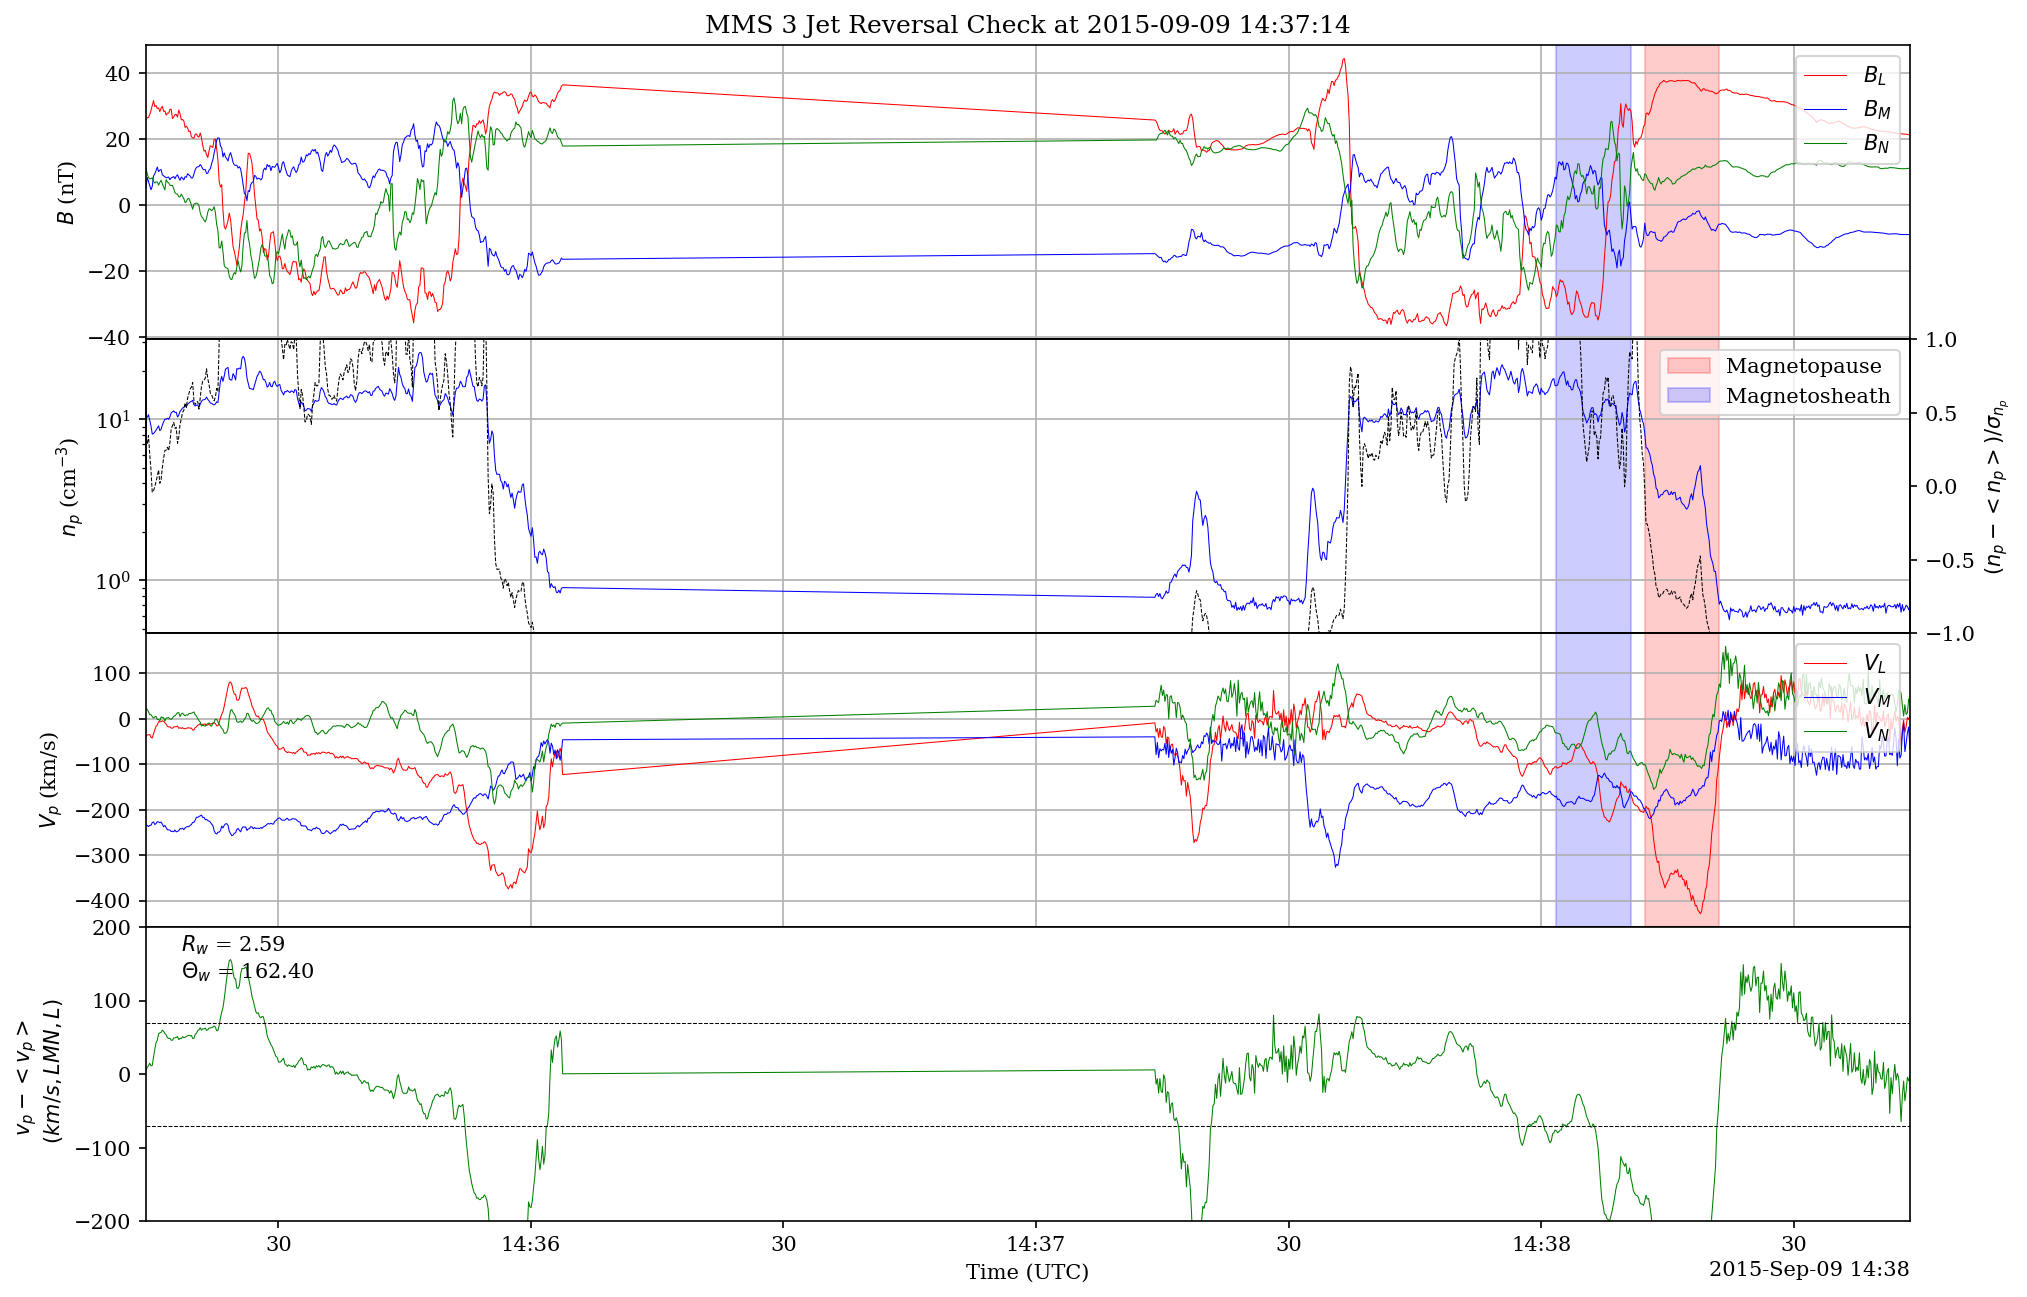 MMS 3 Jet Reversal Check at 2015-09-09 14:37:14
40
20
0
−20
−40
B (nT)
B_L
B_M
B_N
10^1
10^0
n_p (cm^{−3})
1.0
0.5
0.0
−0.5
−1.0
(n_p − < n_p >)/σ_{n_p}
Magnetopause
Magnetosheath
100
0
−100
−200
−300
−400
V_p (km/s)
V_L
V_M
V_N
200
100
0
−100
−200
v_p − < v_p >
(km/s, LMN, L)
R_w = 2.59
Θ_w = 162.40
30
14:36
30
14:37
30
14:38
30
Time (UTC)
2015-Sep-09 14:38